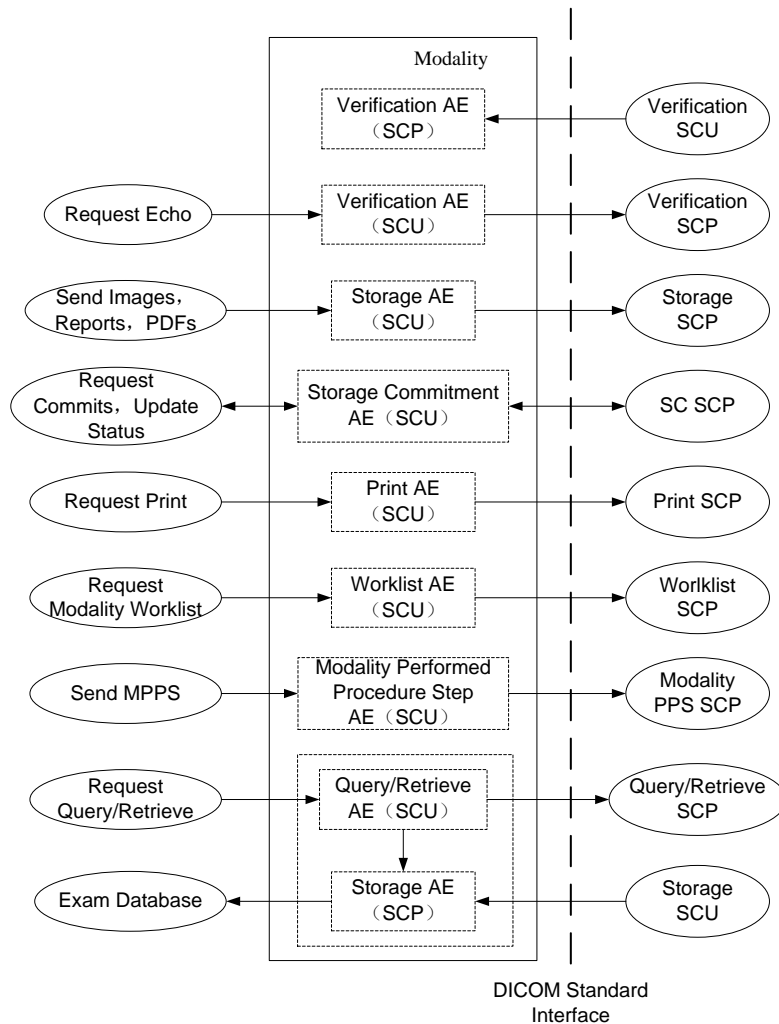 Modality
Verification AE
（SCP）
Verification
SCU
Request Echo
Verification AE
（SCU）
Verification
SCP
Send Images，
Reports，PDFs
Storage AE
（SCU）
Storage
SCP
Request
Commits，Update
Status
Storage Commitment
AE（SCU）
SC SCP
Request Print
Print AE
（SCU）
Print SCP
Request
Modality Worklist
Worklist AE
（SCU）
Worlklist
SCP
Send MPPS
Modality Performed
Procedure Step
AE（SCU）
Modality
PPS SCP
Request
Query/Retrieve
Query/Retrieve
AE（SCU）
Query/Retrieve
SCP
Exam Database
Storage AE
（SCP）
Storage
SCU
DICOM Standard
Interface